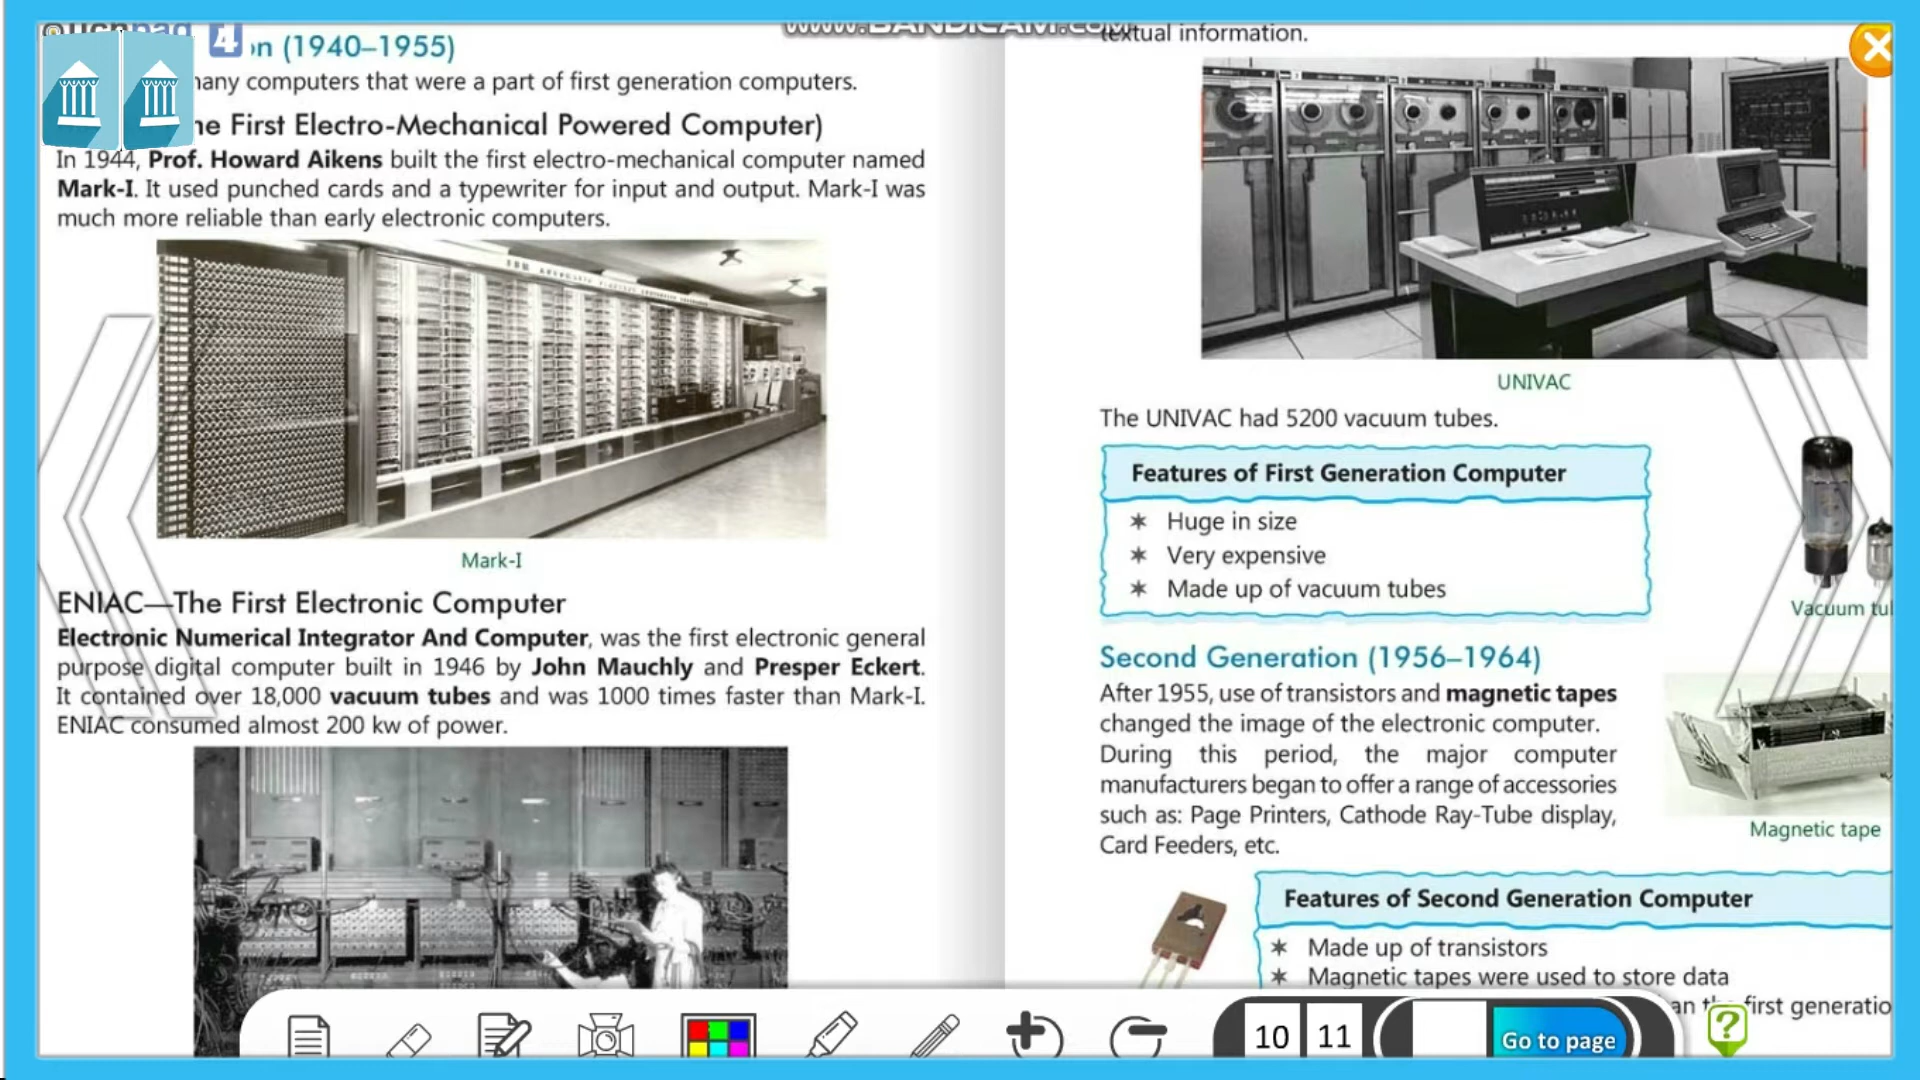 4
on (1940–1955)
many computers that were a part of first generation computers.
he First Electro-Mechanical Powered Computer)
In 1944, Prof. Howard Aikens built the first electro-mechanical computer named
Mark-I. It used punched cards and a typewriter for input and output. Mark-I was
much more reliable than early electronic computers.
Mark-I
ENIAC—The First Electronic Computer
Electronic Numerical Integrator And Computer, was the first electronic general
purpose digital computer built in 1946 by John Mauchly and Presper Eckert.
It contained over 18,000 vacuum tubes and was 1000 times faster than Mark-I.
ENIAC consumed almost 200 kw of power.
www.BANDICAM.com
textual information.
UNIVAC
The UNIVAC had 5200 vacuum tubes.
Features of First Generation Computer
✶ Huge in size
✶ Very expensive
✶ Made up of vacuum tubes
Vacuum tu
Second Generation (1956–1964)
After 1955, use of transistors and magnetic tapes
changed the image of the electronic computer.
During this period, the major computer
manufacturers began to offer a range of accessories
such as: Page Printers, Cathode Ray-Tube display,
Card Feeders, etc.
Magnetic tape
Features of Second Generation Computer
✶ Made up of transistors
✶ Magnetic tapes were used to store data
first generatio
10 11 Go to page